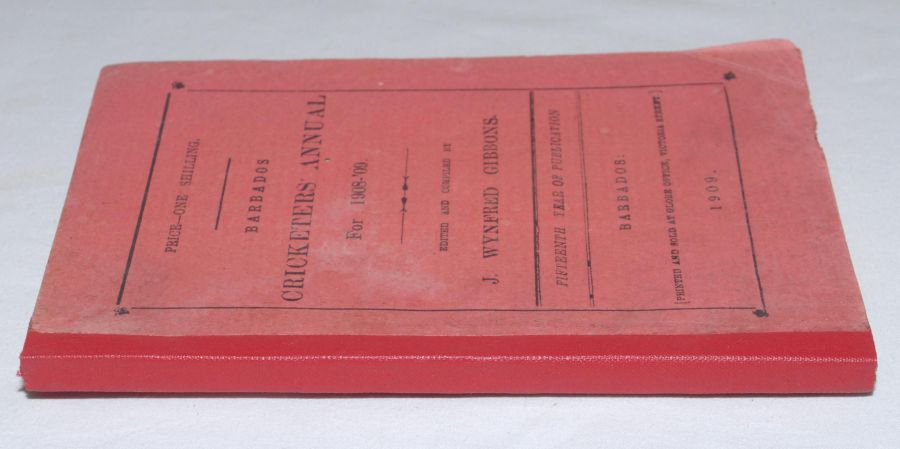 PRICE—ONE SHILLING.
BARBADOS
CRICKETERS' ANNUAL
For 1908-'09.
EDITED AND COMPILED BY
J. WYNFRED GIBBONS.
FIFTEENTH YEAR OF PUBLICATION
BARBADOS:
[PRINTED AND SOLD AT GLOBE OFFICE, VICTORIA STREET]
1909.